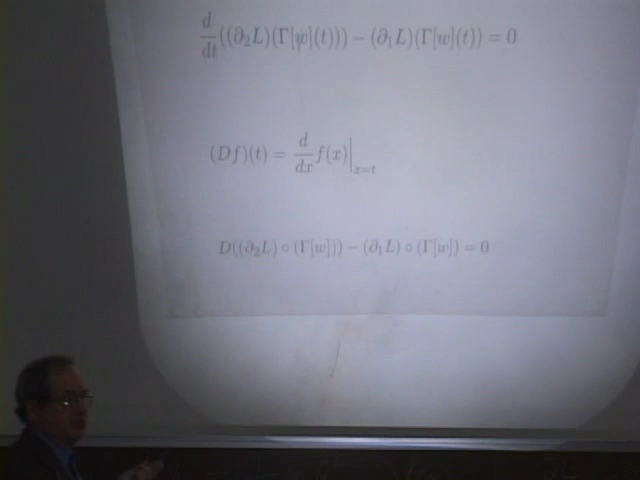 d/dt((∂₂L)(Γ[w](t))) − (∂₁L)(Γ[w](t)) = 0
(Df)(t) = d/dx f(x)|ₓ₌ₜ
D((∂₂L) ∘ (Γ[w])) − (∂₁L) ∘ (Γ[w]) = 0